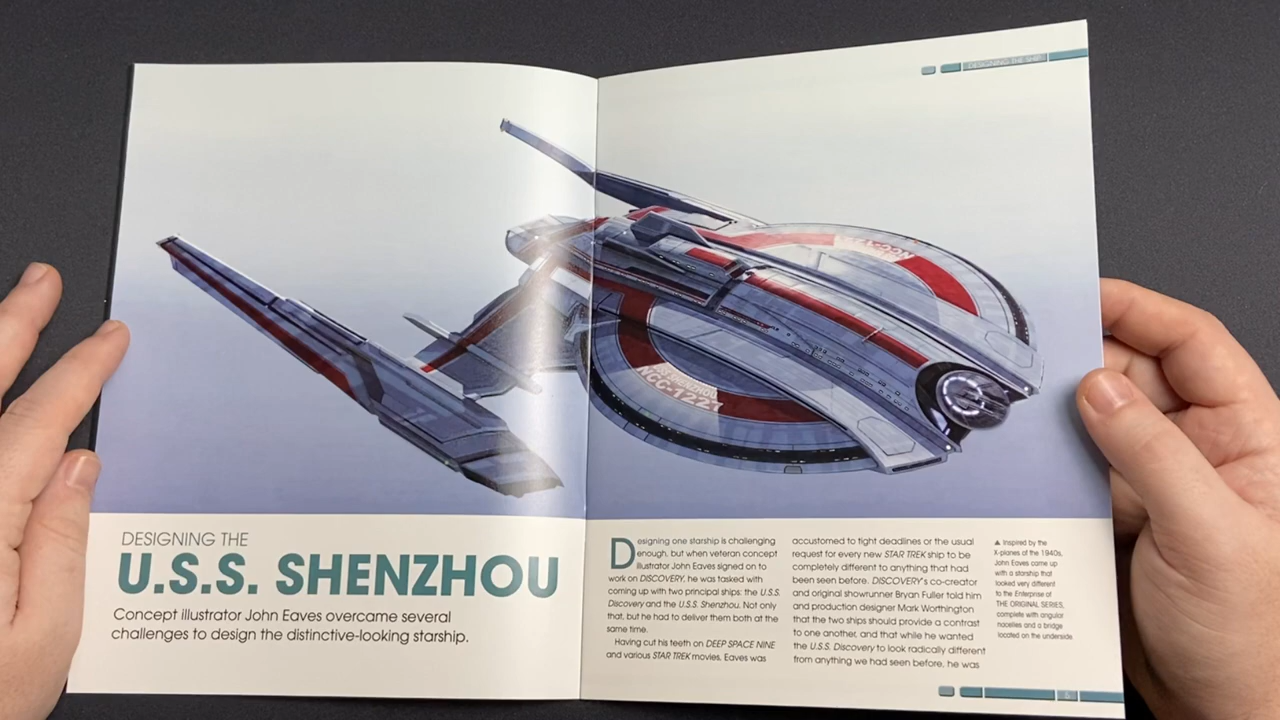 DESIGNING THE SHIP
NCC-1227
USS SHENZHOU
NCC-1227
DESIGNING THE
U.S.S. SHENZHOU
Concept illustrator John Eaves overcame several
challenges to design the distinctive-looking starship.
Designing one starship is challenging
enough, but when veteran concept
illustrator John Eaves signed on to
work on DISCOVERY, he was tasked with
coming up with two principal ships: the U.S.S.
Discovery and the U.S.S. Shenzhou. Not only
that, but he had to deliver them both at the
same time.
Having cut his teeth on DEEP SPACE NINE
and various STAR TREK movies, Eaves was
accustomed to tight deadlines or the usual
request for every new STAR TREK ship to be
completely different to anything that had
been seen before. DISCOVERY's co-creator
and original showrunner Bryan Fuller told him
and production designer Mark Worthington
that the two ships should provide a contrast
to one another, and that while he wanted
the U.S.S. Discovery to look radically different
from anything we had seen before, he was
▲ Inspired by the
X-planes of the 1940s,
John Eaves came up
with a starship that
looked very different
to the Enterprise of
THE ORIGINAL SERIES,
complete with angular
nacelles and a bridge
located on the underside.
5